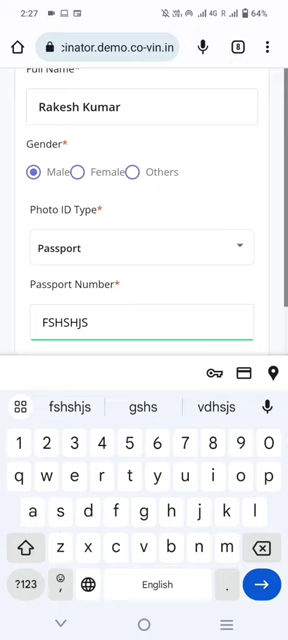 2:27
4G R 64%
cinator.demo.co-vin.in
8
Full Name*
Rakesh Kumar
Gender*
Male Female Others
Photo ID Type*
Passport
Passport Number*
FSHSHJS
fshshjs gshs vdhsjs
1 2 3 4 5 6 7 8 9 0
q w e r t y u i o p
a s d f g h j k l
z x c v b n m
?123 , English .